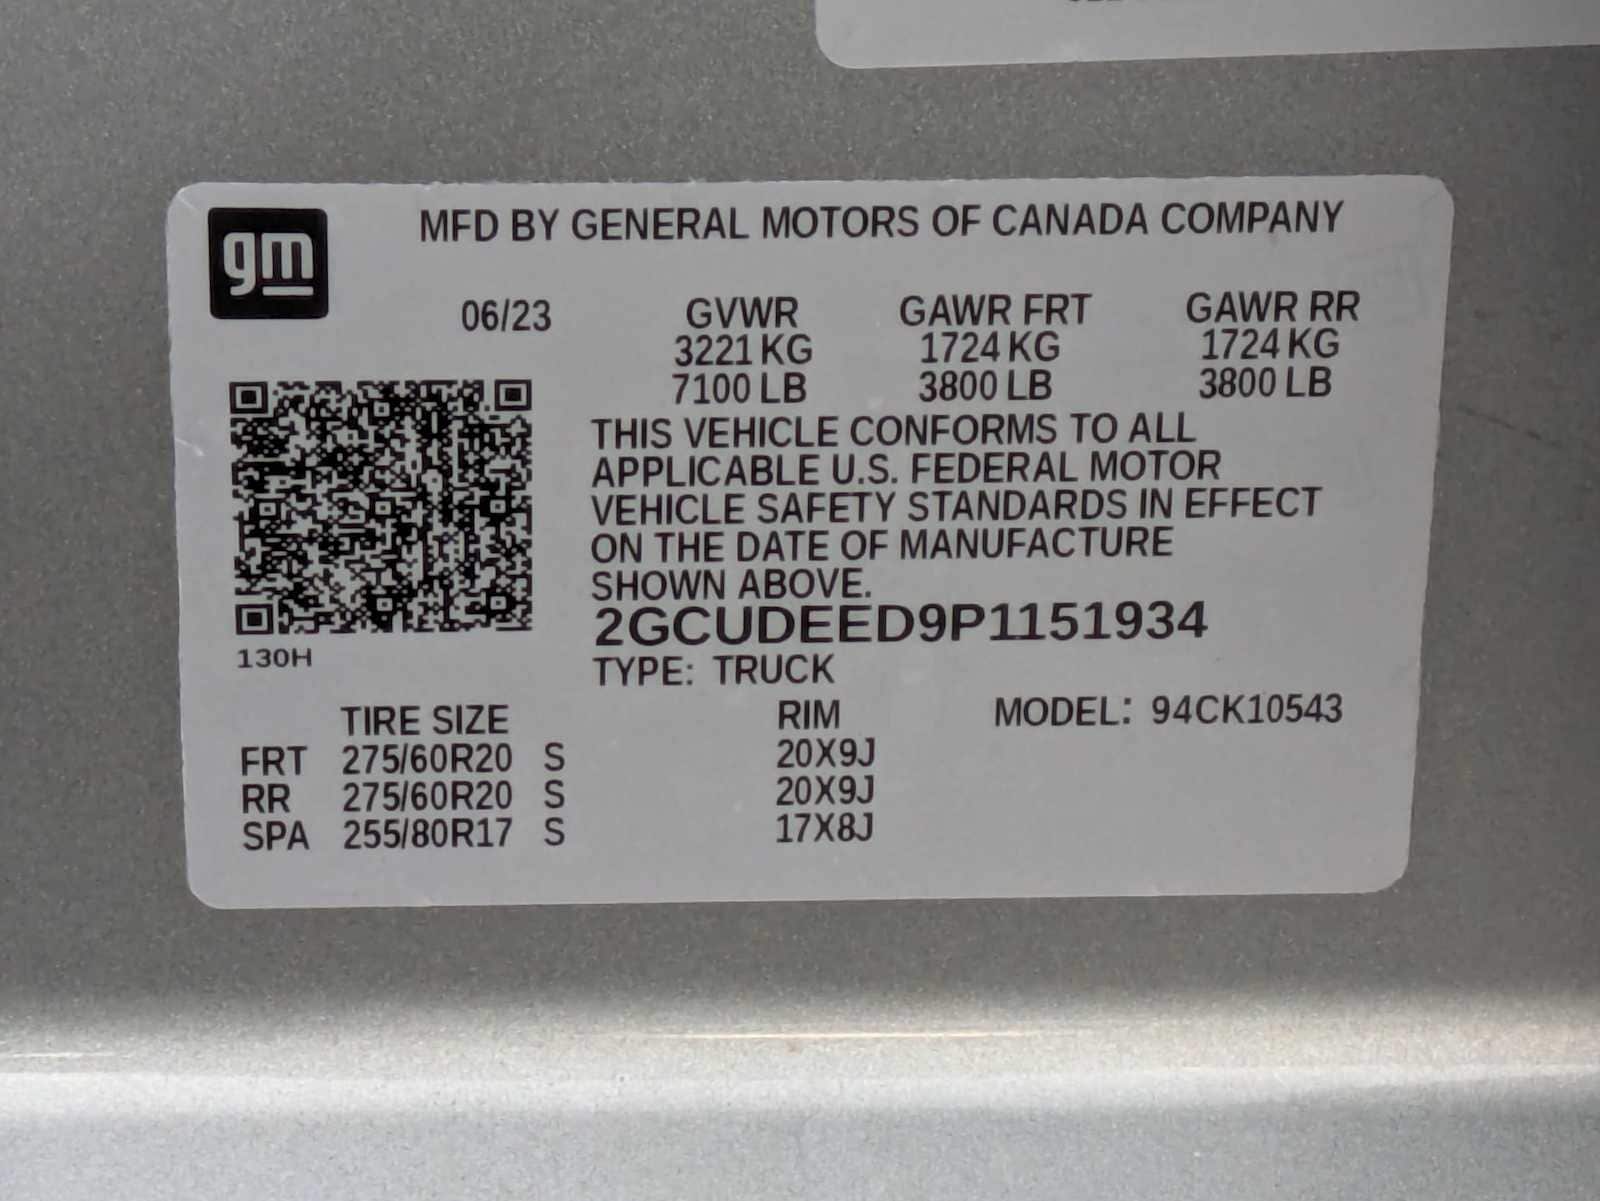 gm
MFD BY GENERAL MOTORS OF CANADA COMPANY
06/23 GVWR GAWR FRT GAWR RR
3221 KG 1724 KG 1724 KG
7100 LB 3800 LB 3800 LB
THIS VEHICLE CONFORMS TO ALL
APPLICABLE U.S. FEDERAL MOTOR
VEHICLE SAFETY STANDARDS IN EFFECT
ON THE DATE OF MANUFACTURE
SHOWN ABOVE.
2GCUDEED9P1151934
130H
TYPE: TRUCK
TIRE SIZE RIM MODEL: 94CK10543
FRT 275/60R20 S 20X9J
RR 275/60R20 S 20X9J
SPA 255/80R17 S 17X8J